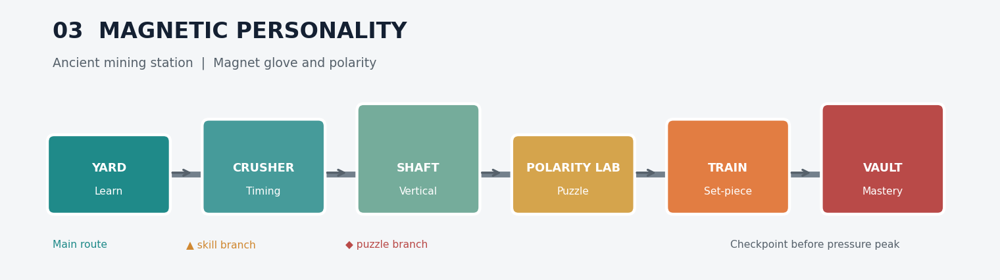 03  MAGNETIC PERSONALITY
Ancient mining station  |  Magnet glove and polarity
YARD
Learn
CRUSHER
Timing
SHAFT
Vertical
POLARITY LAB
Puzzle
TRAIN
Set-piece
VAULT
Mastery
Main route
▲ skill branch
◆ puzzle branch
Checkpoint before pressure peak